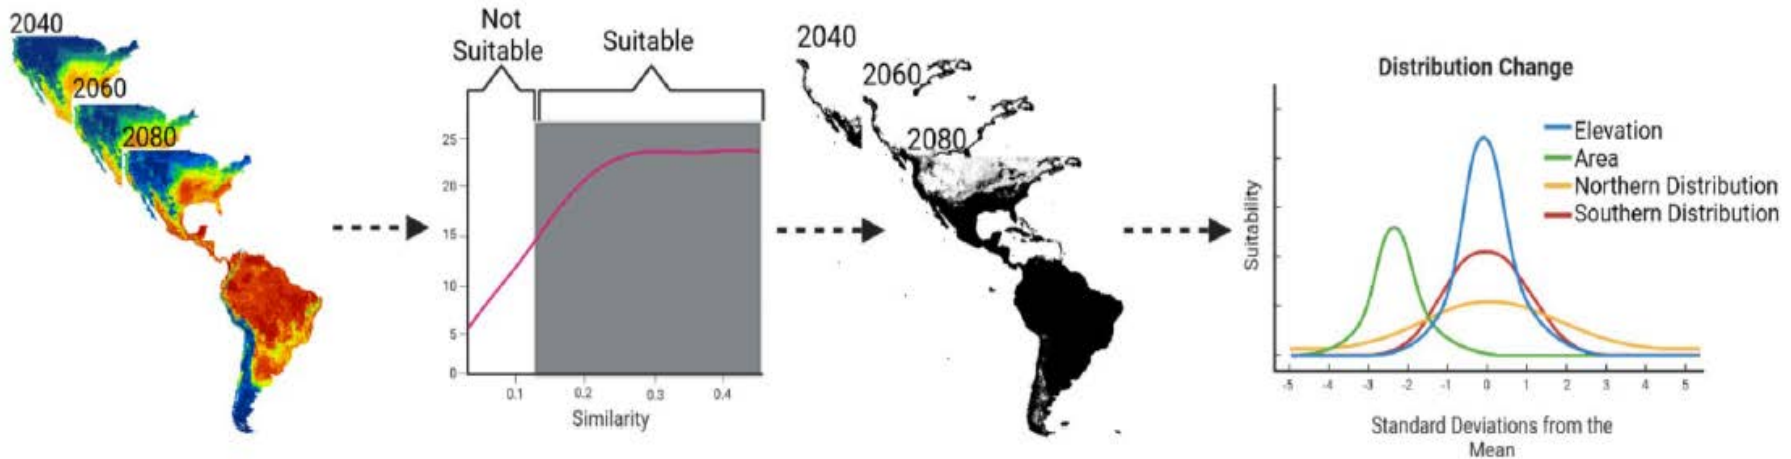 2040
2060
2080
Not
Suitable
Suitable
25
20
15
10
5
0
0.1
0.2
0.3
0.4
Similarity
2040
2060
2080
Distribution Change
Elevation
Area
Northern Distribution
Southern Distribution
Suitability
-5 -4 -3 -2 -1 0 1 2 3 4 5
Standard Deviations from the
Mean